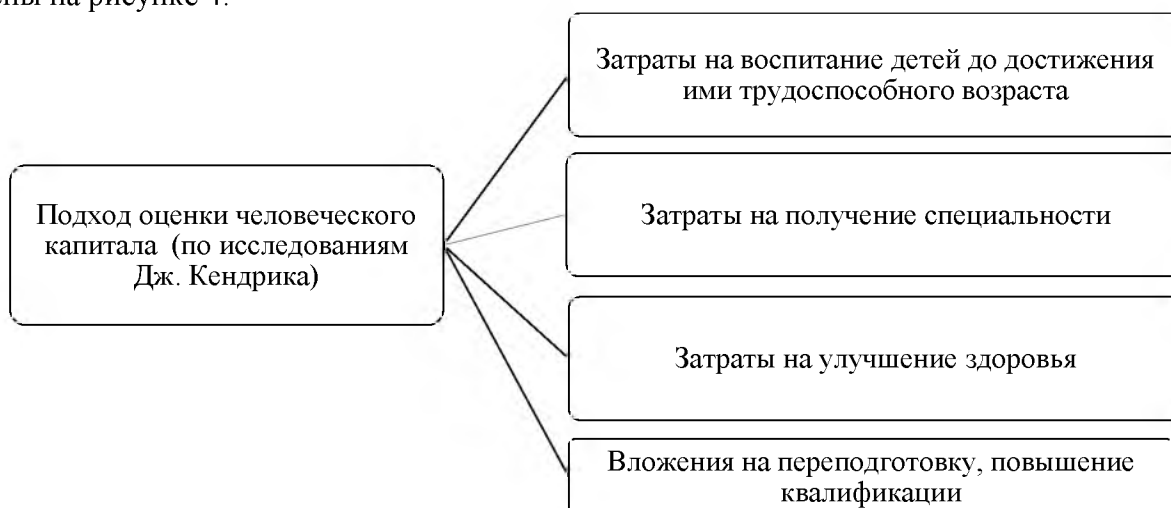 на рисунке 4.
Затраты на воспитание детей до достижения
ими трудоспособного возраста
Подход оценки человеческого
капитала (по исследованиям
Дж. Кендрика)
Затраты на получение специальности
Затраты на улучшение здоровья
Вложения на переподготовку, повышение
квалификации